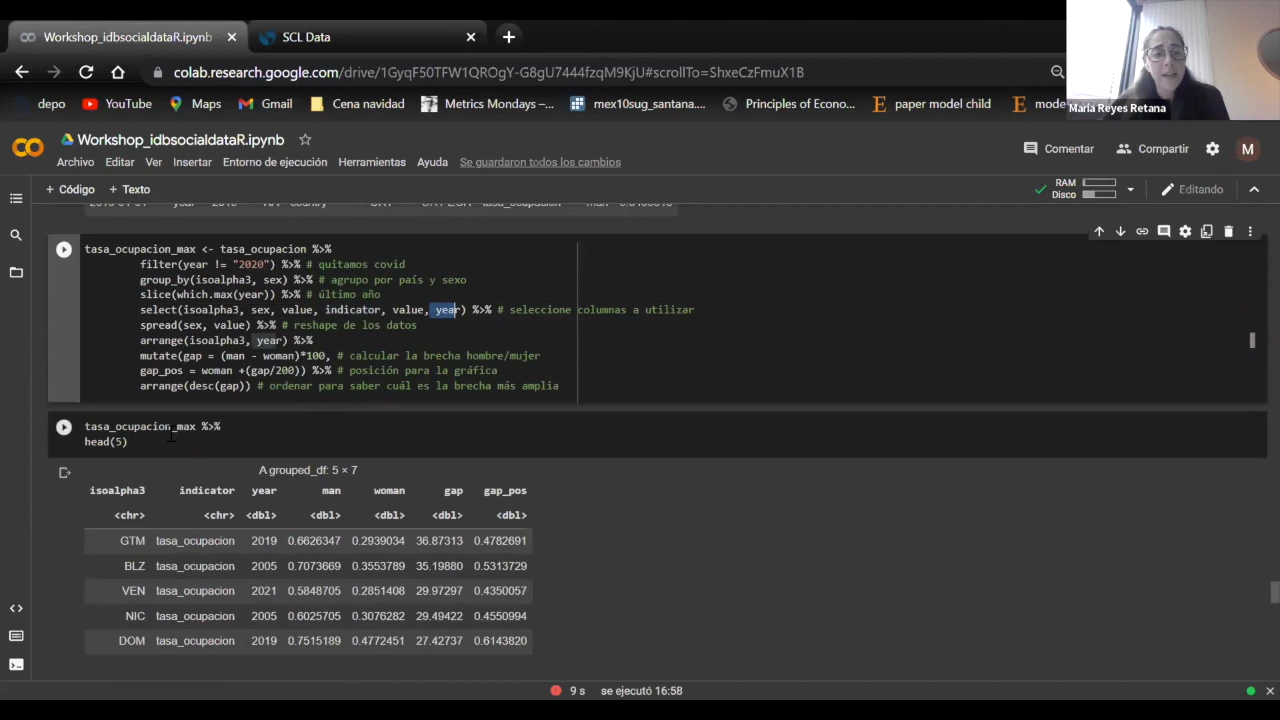 Workshop_idbsocialdataR.ipynb
SCL Data
colab.research.google.com/drive/1GyqF50TFW1QROgY-G8gU7444fzqM9KjU#scrollTo=ShxeCzFmuX1B
depo YouTube Maps Gmail Cena navidad Metrics Mondays –... mex10sug_santana.... Principles of Econo... paper model child mode
María Reyes Retana
Workshop_idbsocialdataR.ipynb
Comentar Compartir M
Archivo Editar Ver Insertar Entorno de ejecución Herramientas Ayuda Se guardaron todos los cambios
+ Código + Texto
RAM
Disco
Editando
tasa_ocupacion_max <- tasa_ocupacion %>%
filter(year != "2020") %>% # quitamos covid
group_by(isoalpha3, sex) %>% # agrupo por país y sexo
slice(which.max(year)) %>% # último año
select(isoalpha3, sex, value, indicator, value, year) %>% # seleccione columnas a utilizar
spread(sex, value) %>% # reshape de los datos
arrange(isoalpha3, year) %>%
mutate(gap = (man - woman)*100, # calcular la brecha hombre/mujer
gap_pos = woman +(gap/200)) %>% # posición para la gráfica
arrange(desc(gap)) # ordenar para saber cuál es la brecha más amplia
tasa_ocupacion_max %>%
head(5)
A grouped_df: 5 × 7
isoalpha3 indicator year man woman gap gap_pos
<chr> <chr> <dbl> <dbl> <dbl> <dbl> <dbl>
GTM tasa_ocupacion 2019 0.6626347 0.2939034 36.87313 0.4782691
BLZ tasa_ocupacion 2005 0.7073669 0.3553789 35.19880 0.5313729
VEN tasa_ocupacion 2021 0.5848705 0.2851408 29.97297 0.4350057
NIC tasa_ocupacion 2005 0.6025705 0.3076282 29.49422 0.4550994
DOM tasa_ocupacion 2019 0.7515189 0.4772451 27.42737 0.6143820
9 s se ejecutó 16:58